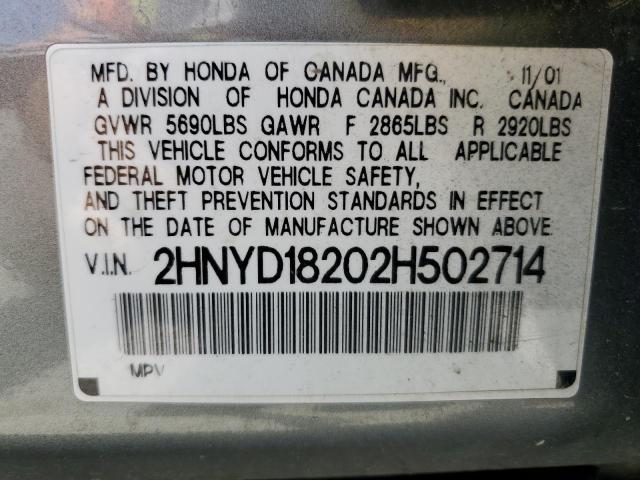 MFD. BY HONDA OF CANADA MFG., 11/01
A DIVISION OF HONDA CANADA INC. CANADA
GVWR 5690LBS GAWR F 2865LBS R 2920LBS
THIS VEHICLE CONFORMS TO ALL APPLICABLE
FEDERAL MOTOR VEHICLE SAFETY,
AND THEFT PREVENTION STANDARDS IN EFFECT
ON THE DATE OF MANUFACTURE SHOWN ABOVE.
V.I.N. 2HNYD18202H502714
MPV